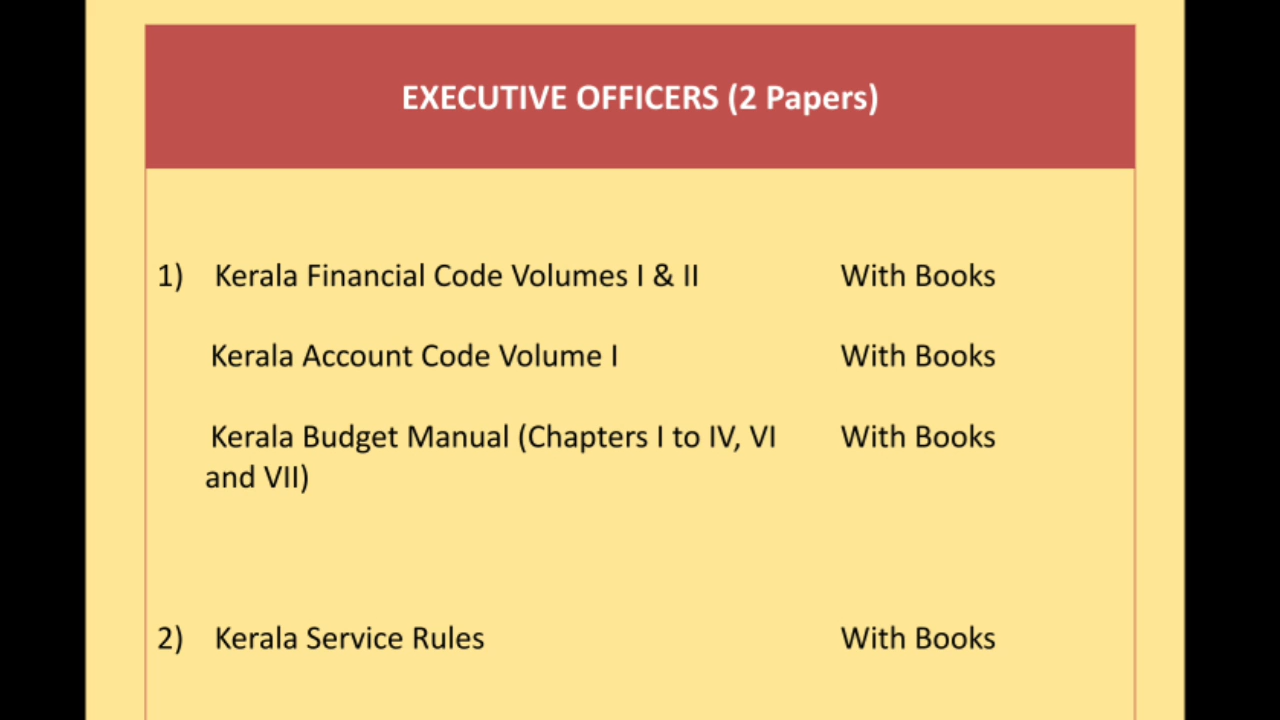 EXECUTIVE OFFICERS (2 Papers)
1) Kerala Financial Code Volumes I & II With Books
Kerala Account Code Volume I With Books
Kerala Budget Manual (Chapters I to IV, VI With Books
and VII)
2) Kerala Service Rules With Books